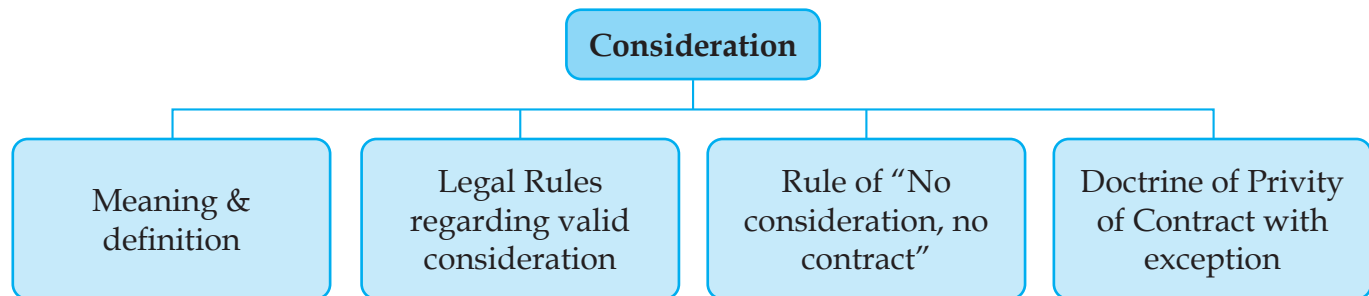 Consideration
Meaning &
definition
Legal Rules
regarding valid
consideration
Rule of “No
consideration, no
contract”
Doctrine of Privity
of Contract with
exception